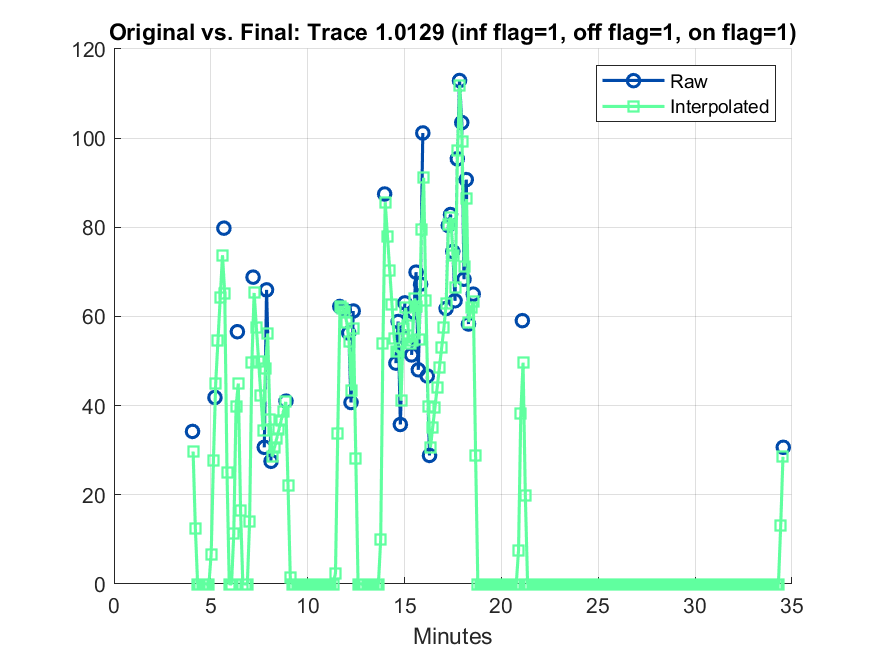 Original vs. Final: Trace 1.0129 (inf flag=1, off flag=1, on flag=1)
120
100
80
60
40
20
0
Raw
Interpolated
0 5 10 15 20 25 30 35
Minutes